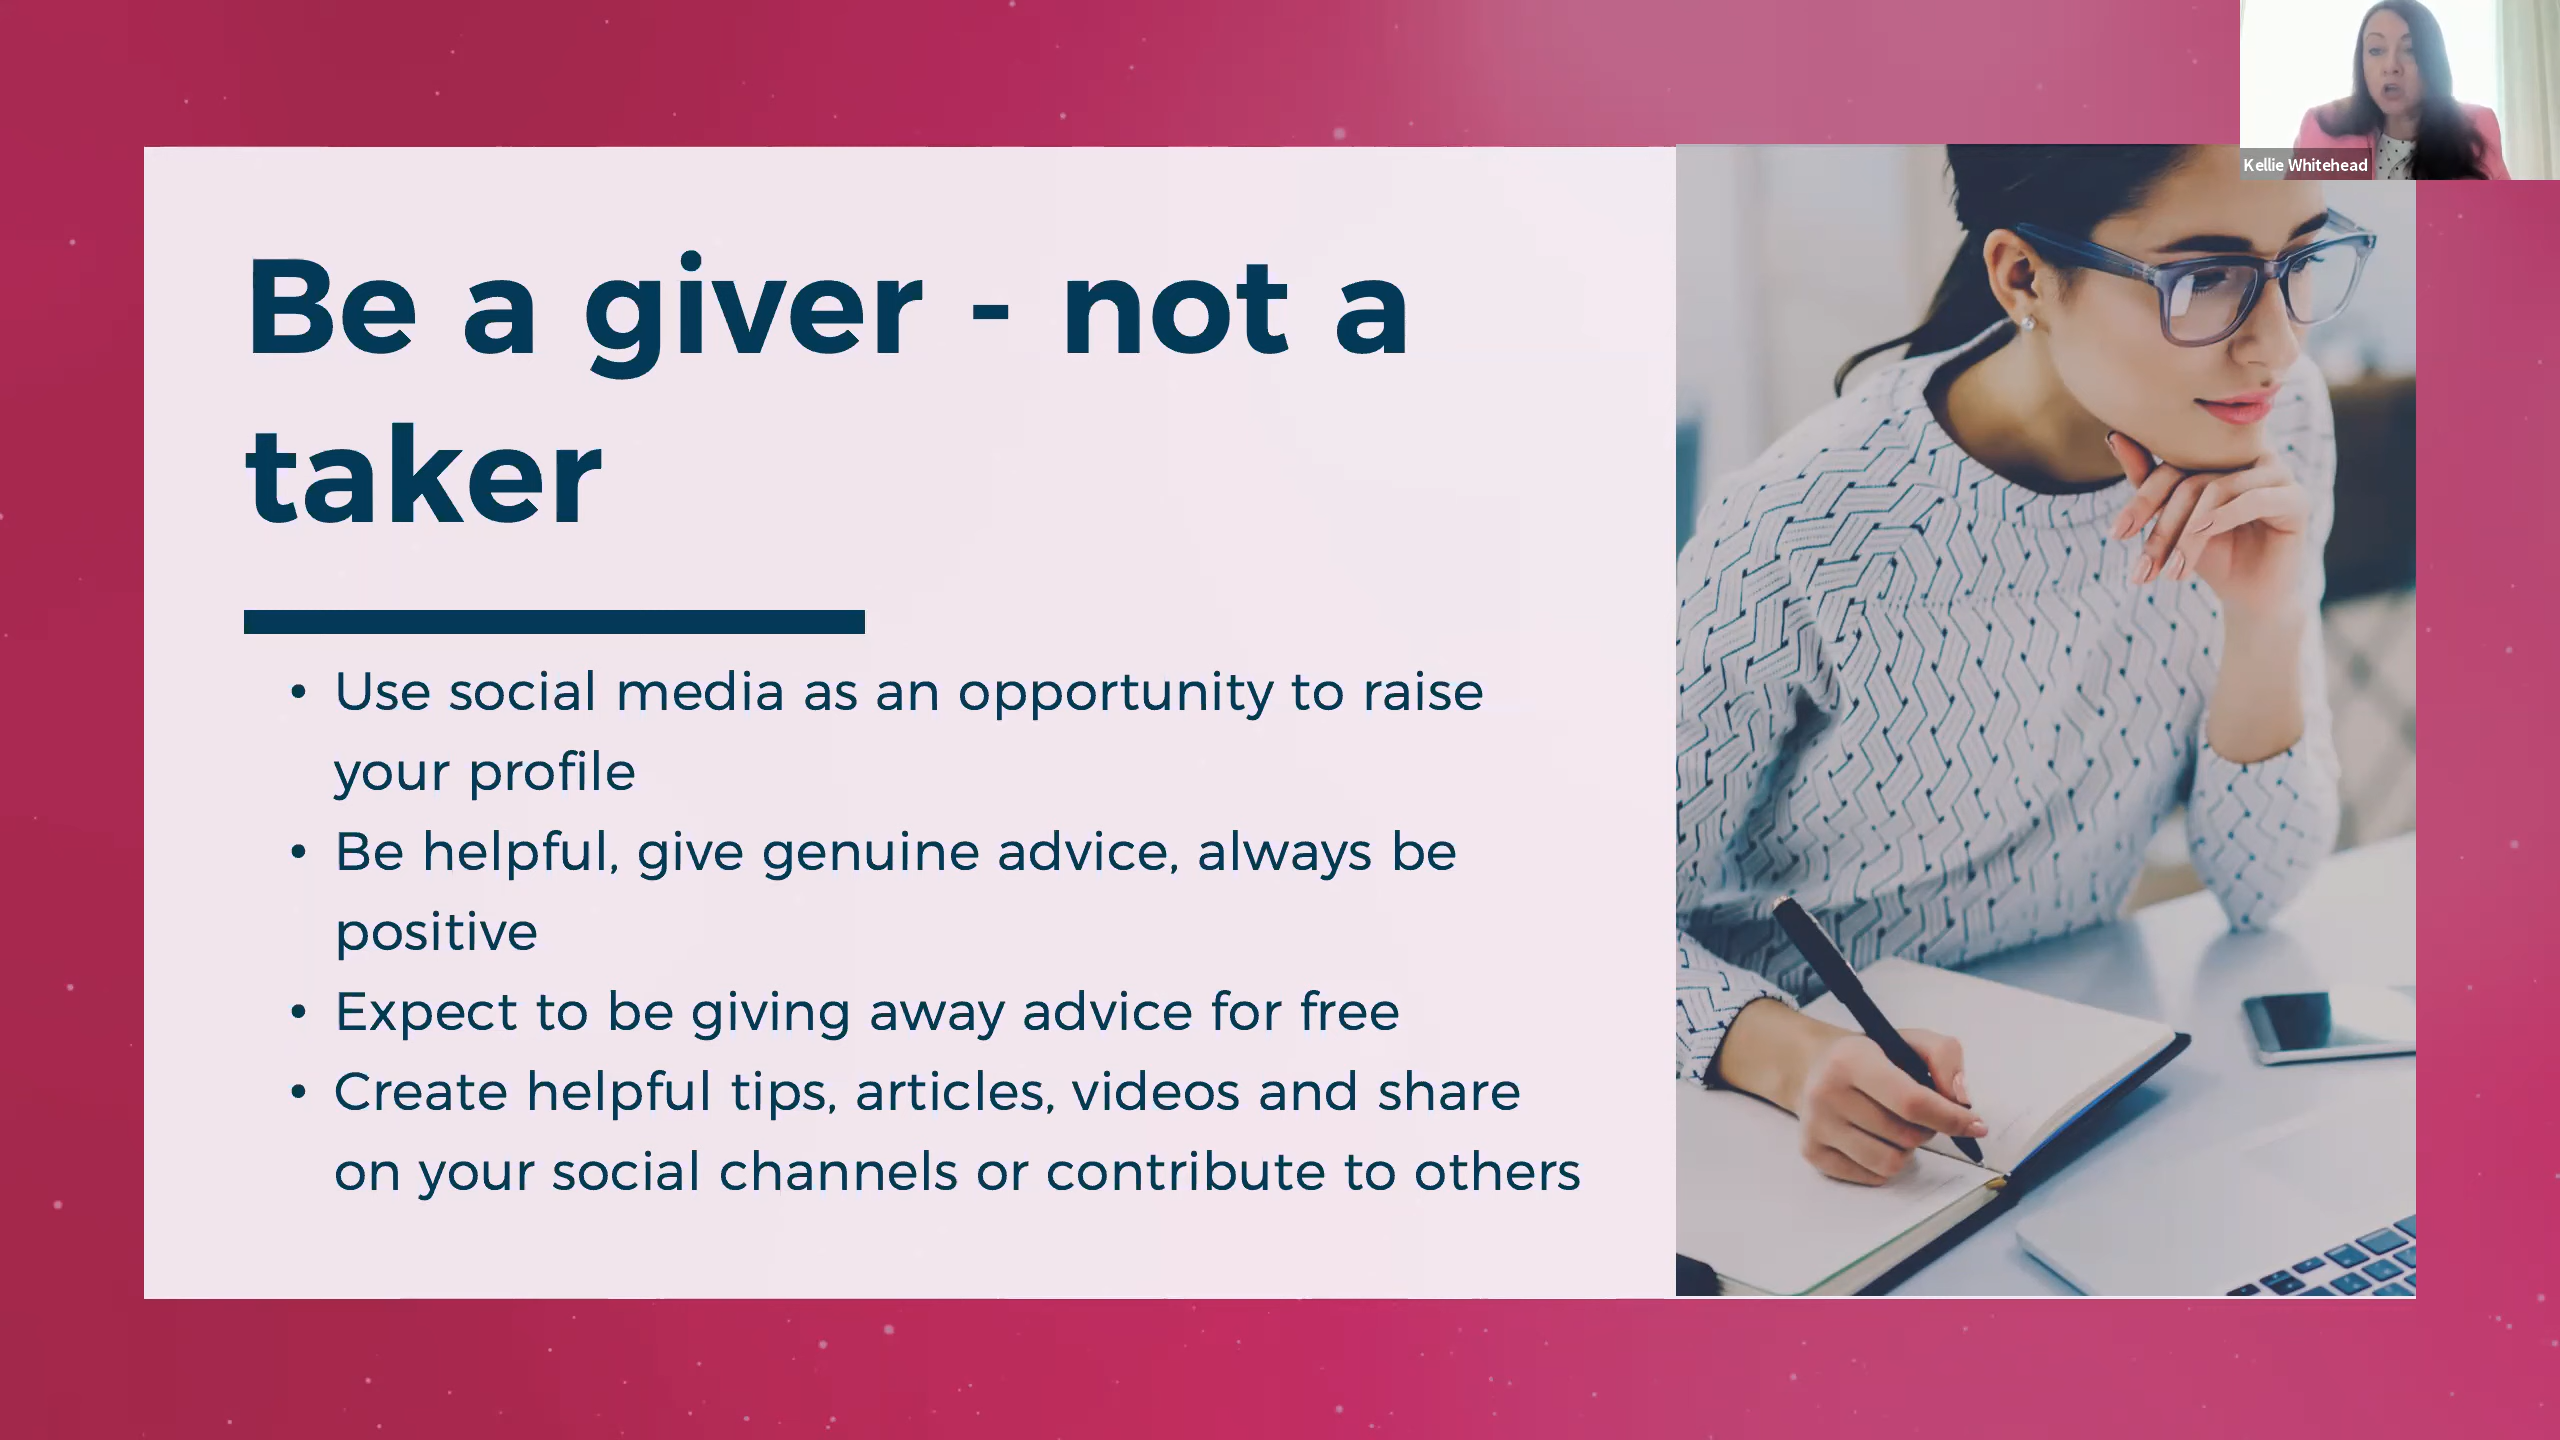 Be a giver - not a
taker
• Use social media as an opportunity to raise
your profile
• Be helpful, give genuine advice, always be
positive
• Expect to be giving away advice for free
• Create helpful tips, articles, videos and share
on your social channels or contribute to others
Kellie Whitehead